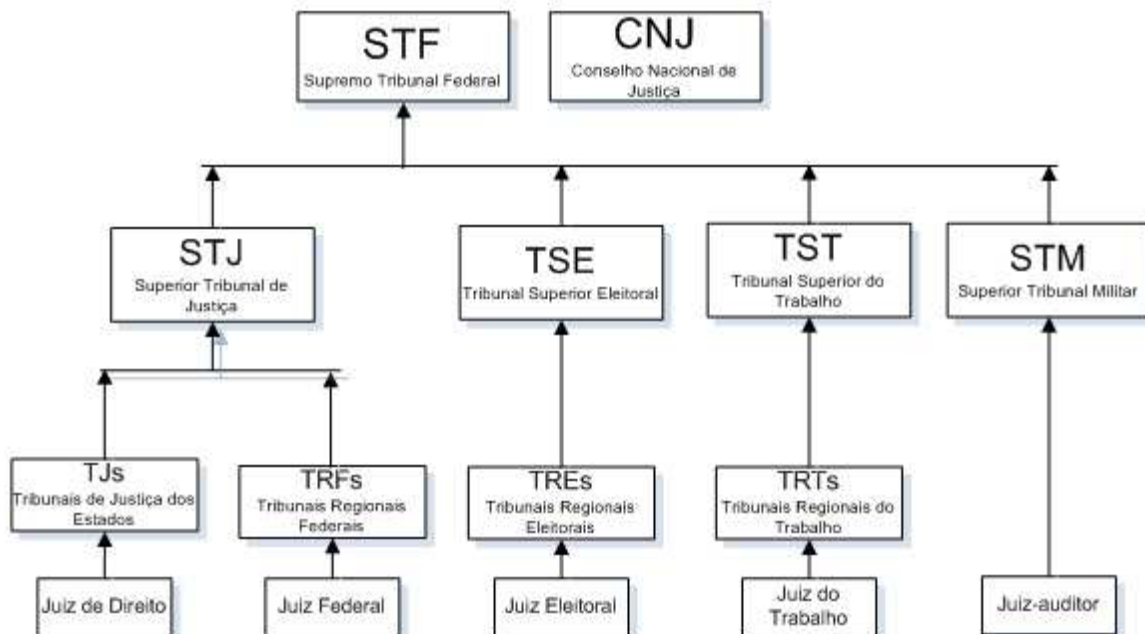 STF
Supremo Tribunal Federal
CNJ
Conselho Nacional de
Justiça
STJ
Superior Tribunal de
Justiça
TSE
Tribunal Superior Eleitoral
TST
Tribunal Superior do
Trabalho
STM
Superior Tribunal Militar
TJs
Tribunais de Justiça dos
Estados
TRFs
Tribunais Regionais
Federais
TREs
Tribunais Regionais
Eleitorais
TRTs
Tribunais Regionais do
Trabalho
Juiz de Direito
Juiz Federal
Juiz Eleitoral
Juiz do
Trabalho
Juiz-auditor